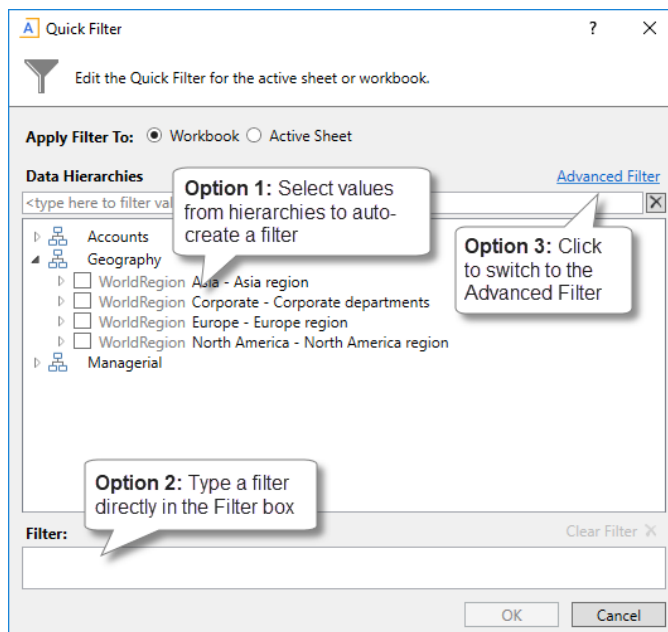 A Quick Filter ? X
Edit the Quick Filter for the active sheet or workbook.
Apply Filter To: Workbook Active Sheet
Data Hierarchies Advanced Filter
<type here to filter val
Option 1: Select values
from hierarchies to auto-
create a filter
Option 3: Click
to switch to the
Advanced Filter
Accounts
Geography
WorldRegion Asia - Asia region
WorldRegion Corporate - Corporate departments
WorldRegion Europe - Europe region
WorldRegion North America - North America region
Managerial
Option 2: Type a filter
directly in the Filter box
Filter: Clear Filter X
OK Cancel